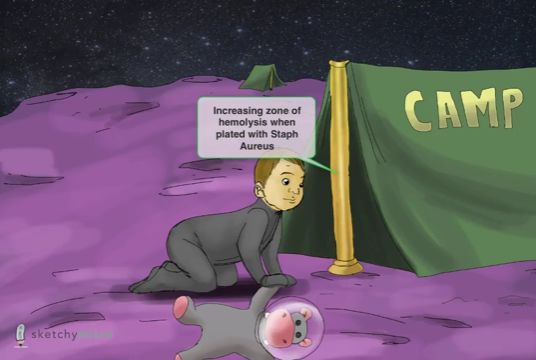 Increasing zone of
hemolysis when
plated with Staph
Aureus
CAMP
sketchy